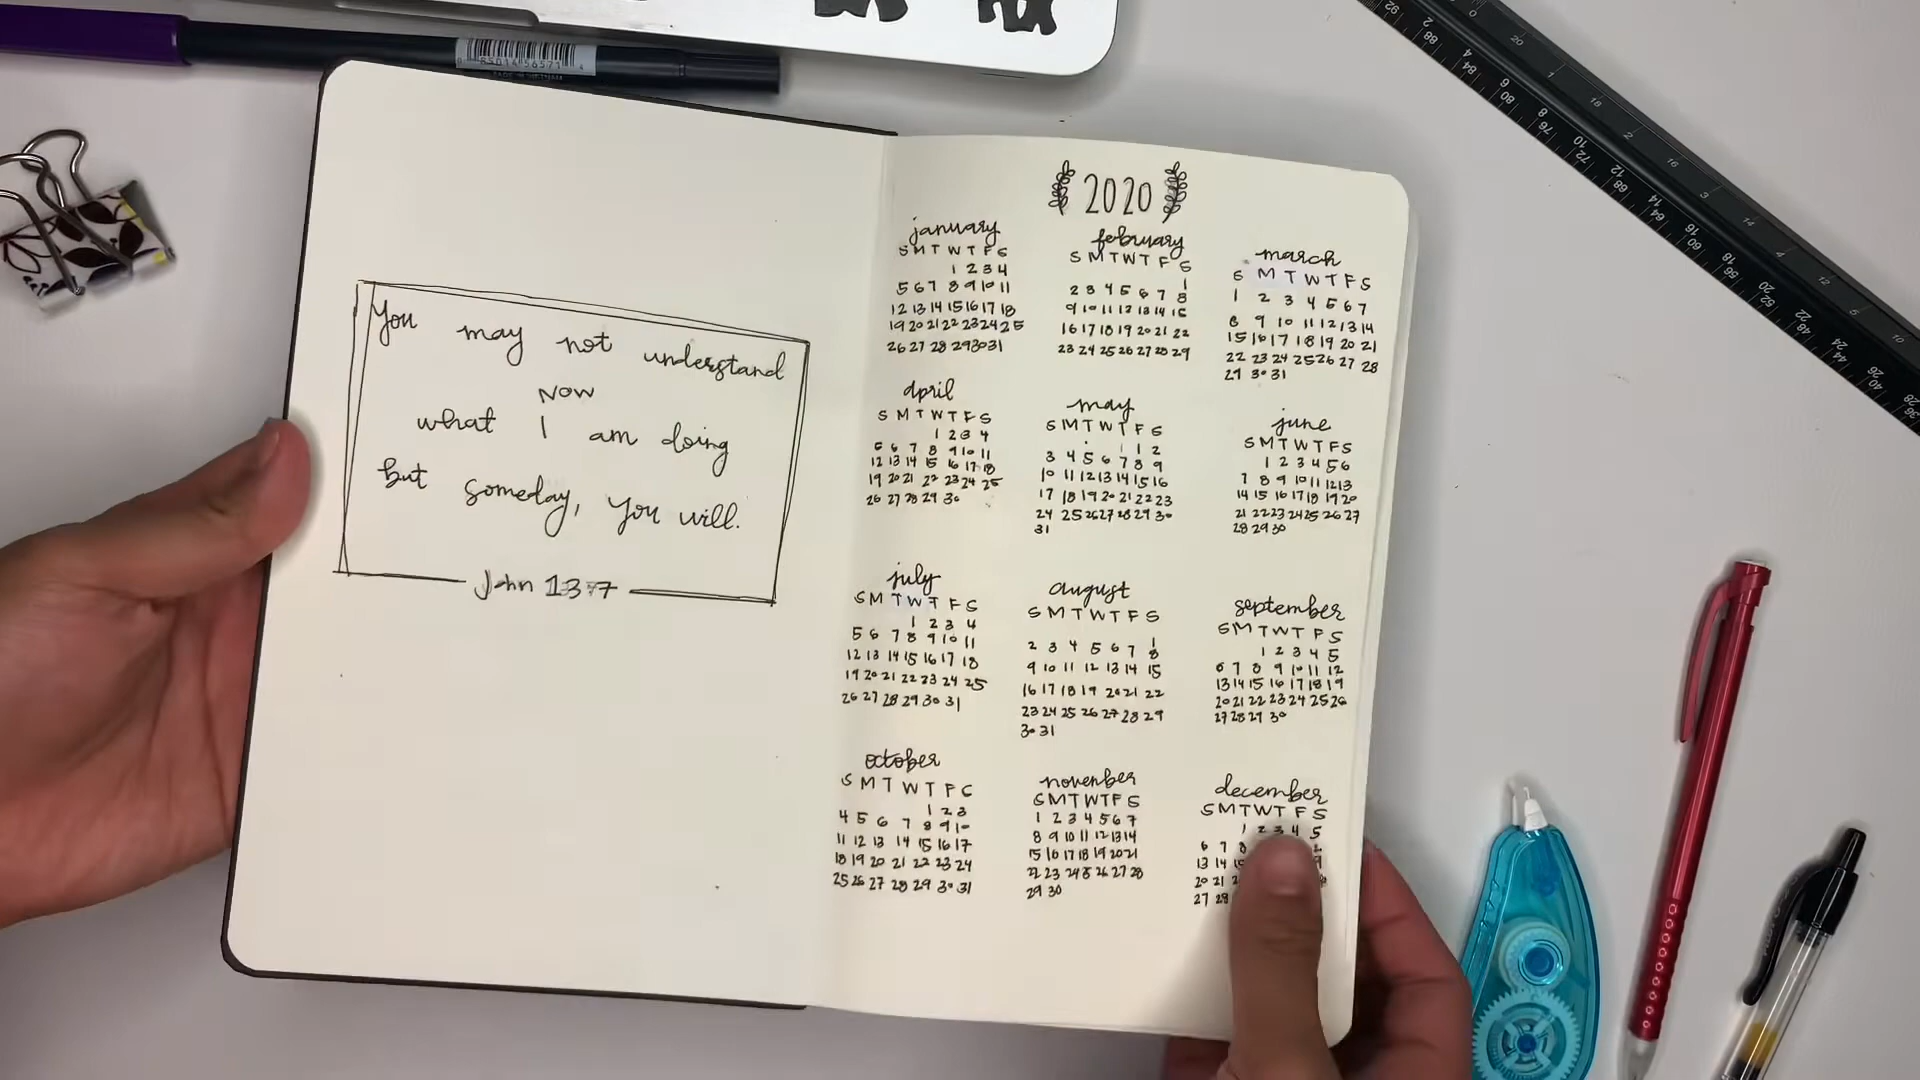 You may not understand
NOW
what I am doing
but someday, you will.
John 13:7
2020
january
S M T W T F S
1 2 3 4
5 6 7 8 9 10 11
12 13 14 15 16 17 18
19 20 21 22 23 24 25
26 27 28 29 30 31
february
S M T W T F S
1
2 3 4 5 6 7 8
9 10 11 12 13 14 15
16 17 18 19 20 21 22
23 24 25 26 27 28 29
march
S M T W T F S
1 2 3 4 5 6 7
8 9 10 11 12 13 14
15 16 17 18 19 20 21
22 23 24 25 26 27 28
29 30 31
april
S M T W T F S
1 2 3 4
5 6 7 8 9 10 11
12 13 14 15 16 17 18
19 20 21 22 23 24 25
26 27 28 29 30
may
S M T W T F S
1 2
3 4 5 6 7 8 9
10 11 12 13 14 15 16
17 18 19 20 21 22 23
24 25 26 27 28 29 30
31
june
S M T W T F S
1 2 3 4 5 6
7 8 9 10 11 12 13
14 15 16 17 18 19 20
21 22 23 24 25 26 27
28 29 30
july
S M T W T F S
1 2 3 4
5 6 7 8 9 10 11
12 13 14 15 16 17 18
19 20 21 22 23 24 25
26 27 28 29 30 31
august
S M T W T F S
1
2 3 4 5 6 7 8
9 10 11 12 13 14 15
16 17 18 19 20 21 22
23 24 25 26 27 28 29
30 31
september
S M T W T F S
1 2 3 4 5
6 7 8 9 10 11 12
13 14 15 16 17 18 19
20 21 22 23 24 25 26
27 28 29 30
october
S M T W T F S
1 2 3
4 5 6 7 8 9 10
11 12 13 14 15 16 17
18 19 20 21 22 23 24
25 26 27 28 29 30 31
november
S M T W T F S
1 2 3 4 5 6 7
8 9 10 11 12 13 14
15 16 17 18 19 20 21
22 23 24 25 26 27 28
29 30
december
S M T W T F S
1 2 3 4 5
6 7
13 14
20 21
27 28